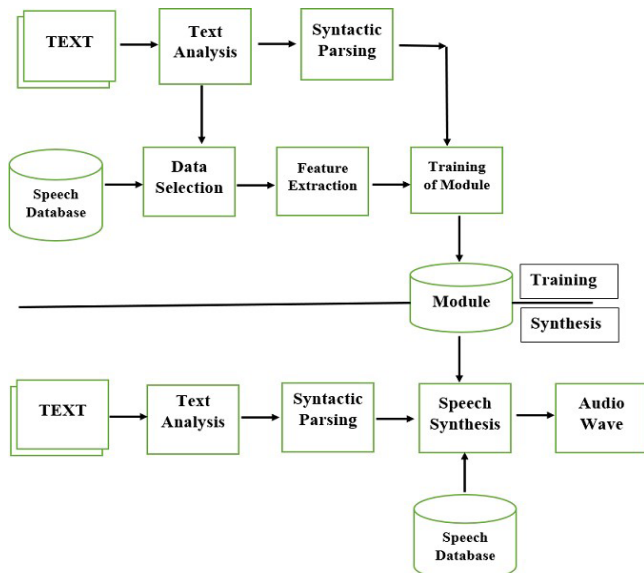 TEXT
Text
Analysis
Syntactic
Parsing
Speech
Database
Data
Selection
Feature
Extraction
Training
of Module
Module
Training
Synthesis
TEXT
Text
Analysis
Syntactic
Parsing
Speech
Synthesis
Audio
Wave
Speech
Database